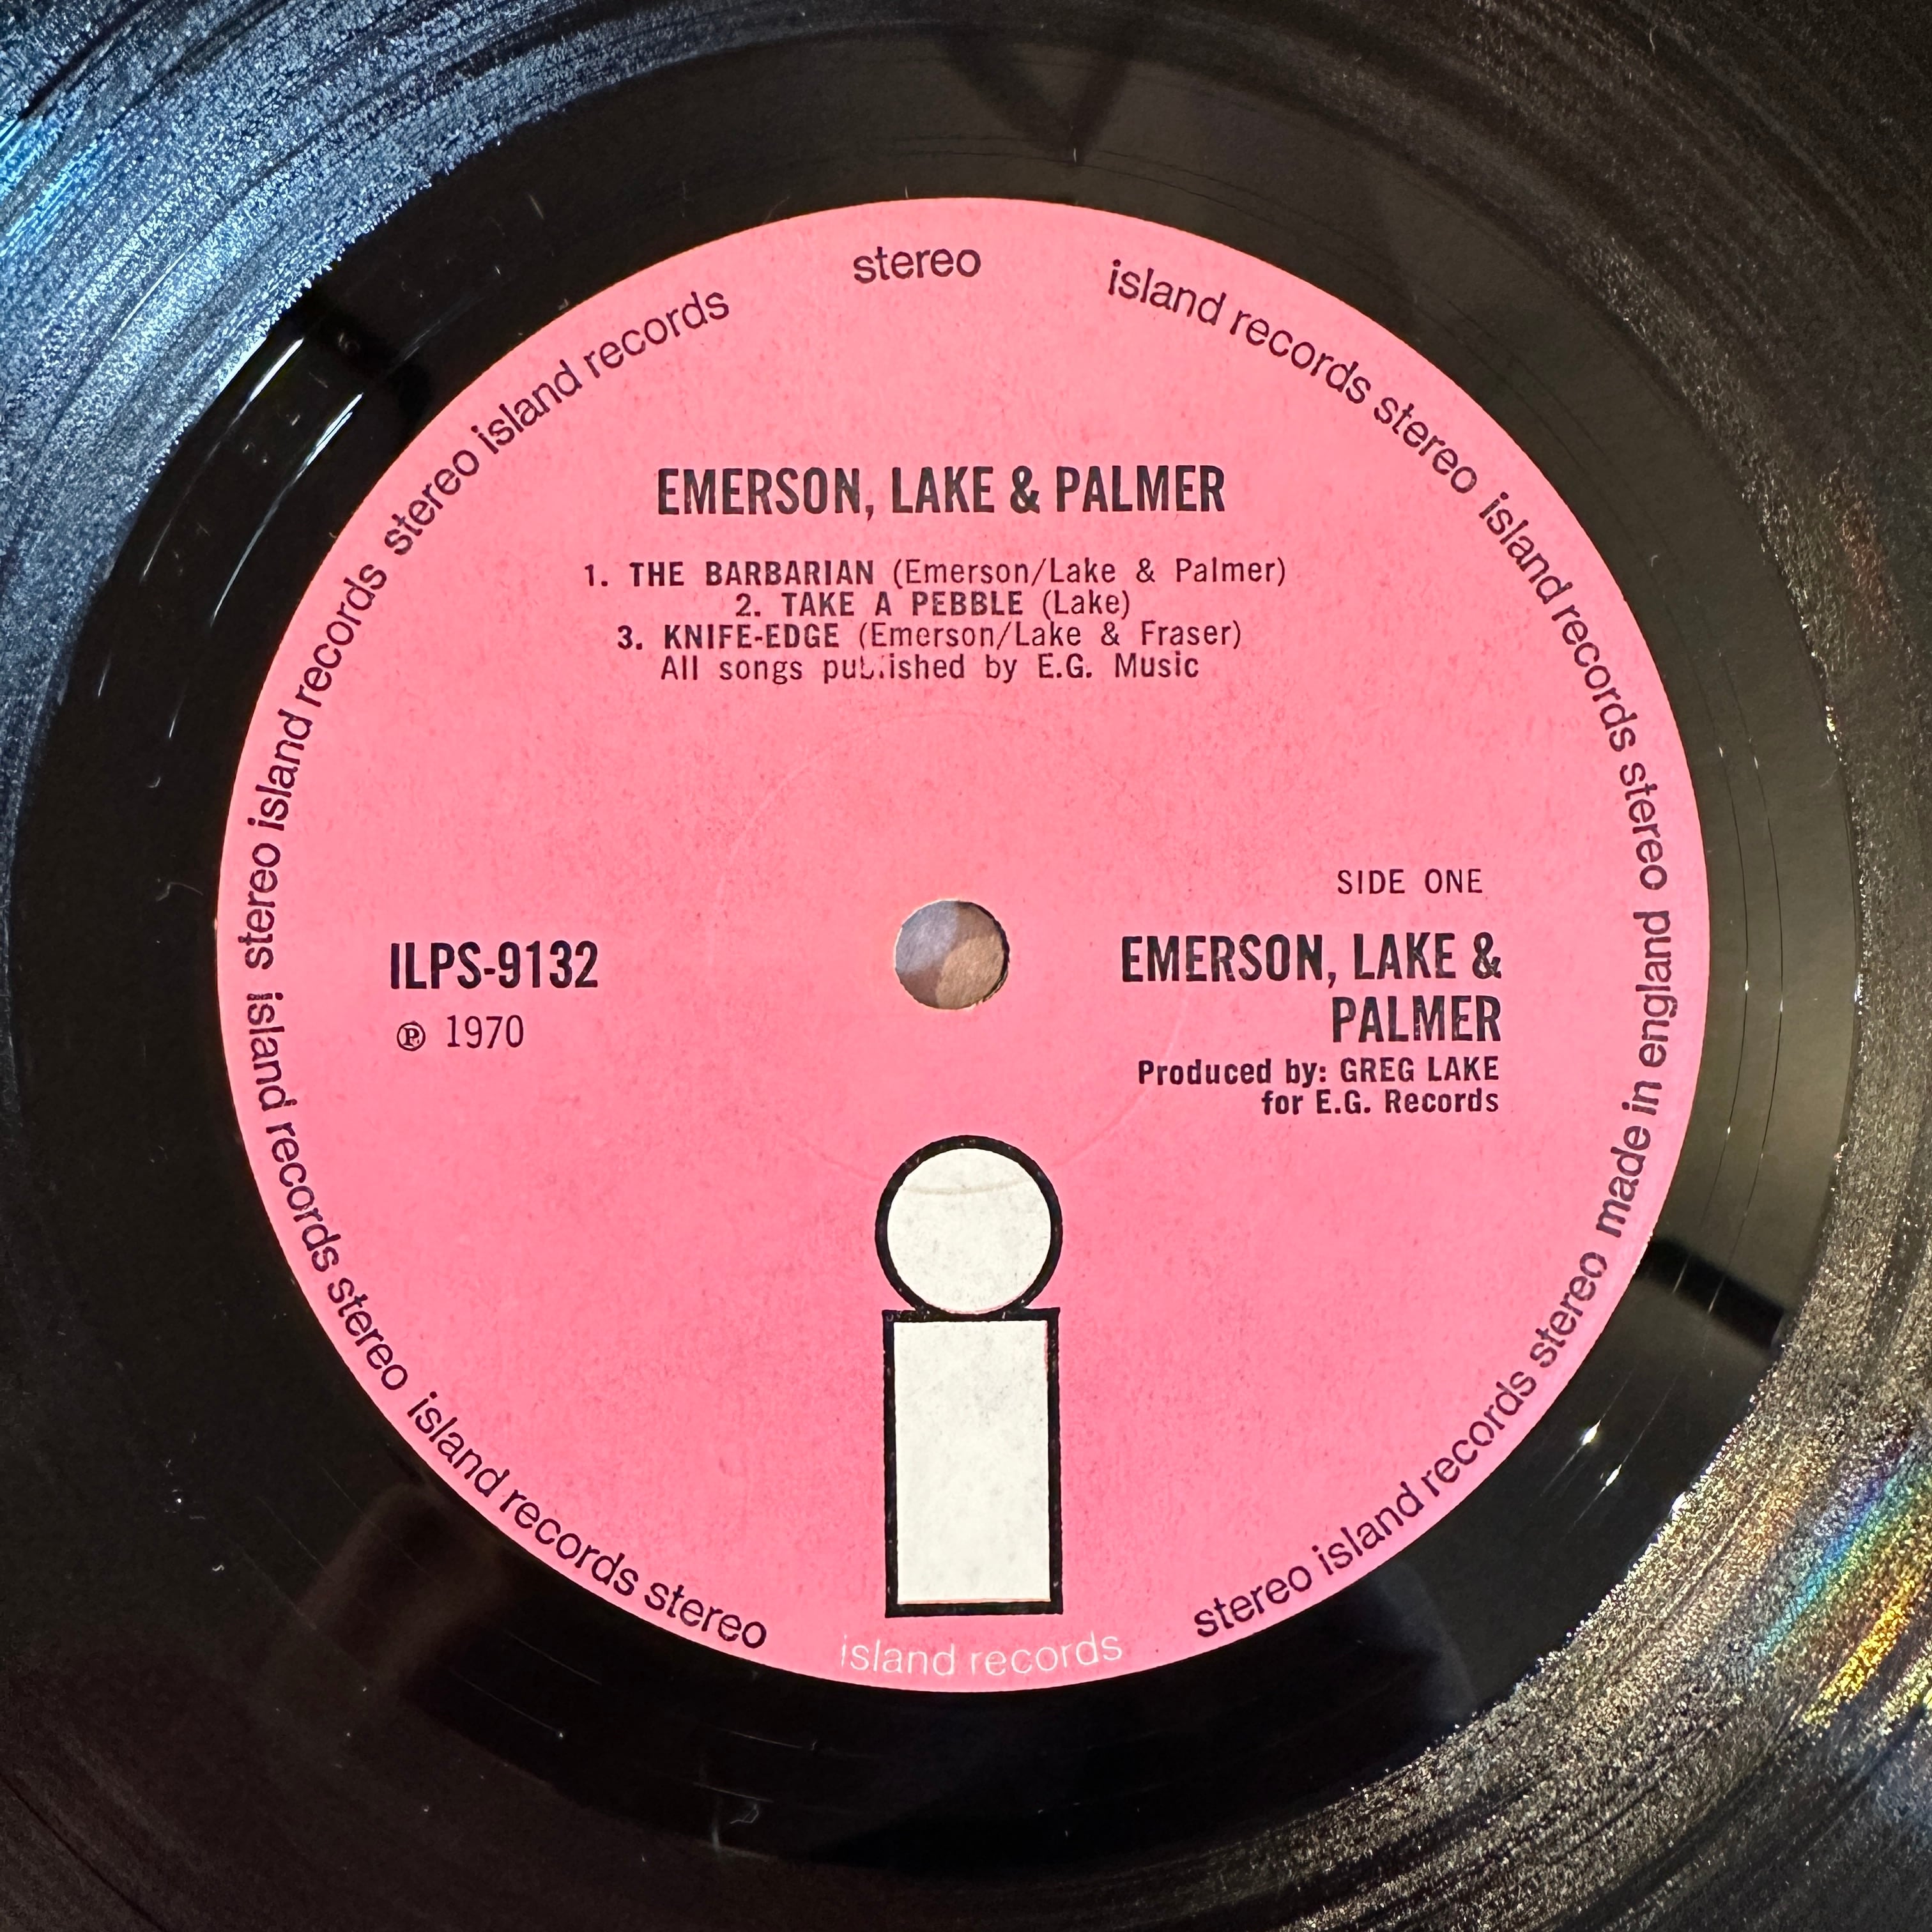 stereo
island records stereo island records stereo made in england
stereo island records stereo
island records
island records stereo island records stereo
stereo island records stereo island records
EMERSON, LAKE & PALMER
1. THE BARBARIAN (Emerson/Lake & Palmer)
2. TAKE A PEBBLE (Lake)
3. KNIFE-EDGE (Emerson/Lake & Fraser)
All songs published by E.G. Music
SIDE ONE
ILPS-9132
℗ 1970
EMERSON, LAKE &
PALMER
Produced by: GREG LAKE
for E.G. Records